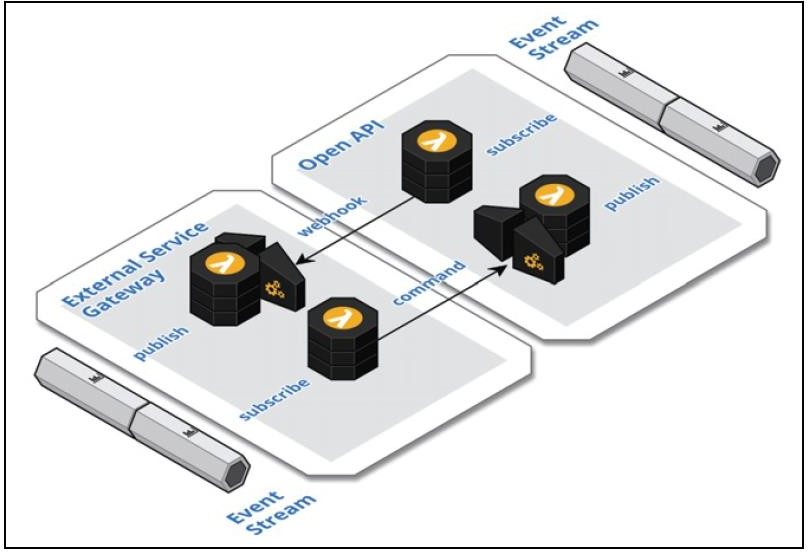 Event
Stream
Open API
subscribe
publish
webhook
External Service
Gateway
command
publish
subscribe
Event
Stream